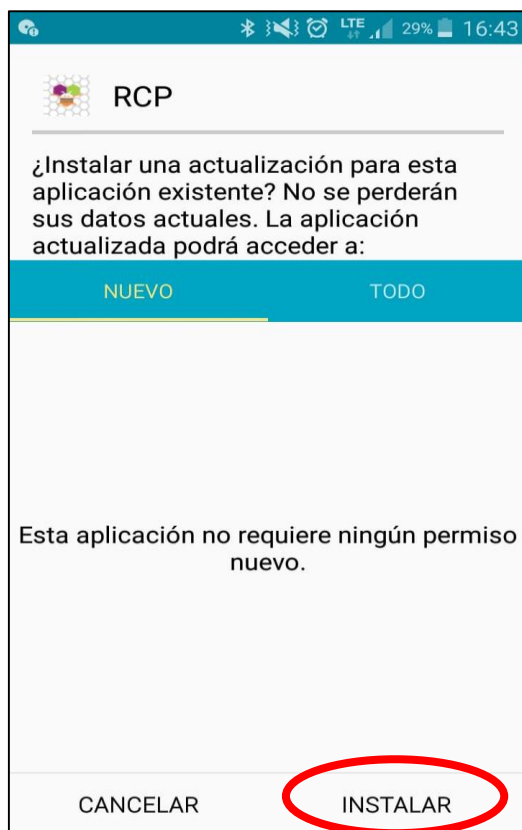 LTE 29% 16:43
RCP
¿Instalar una actualización para esta
aplicación existente? No se perderán
sus datos actuales. La aplicación
actualizada podrá acceder a:
NUEVO TODO
Esta aplicación no requiere ningún permiso
nuevo.
CANCELAR INSTALAR